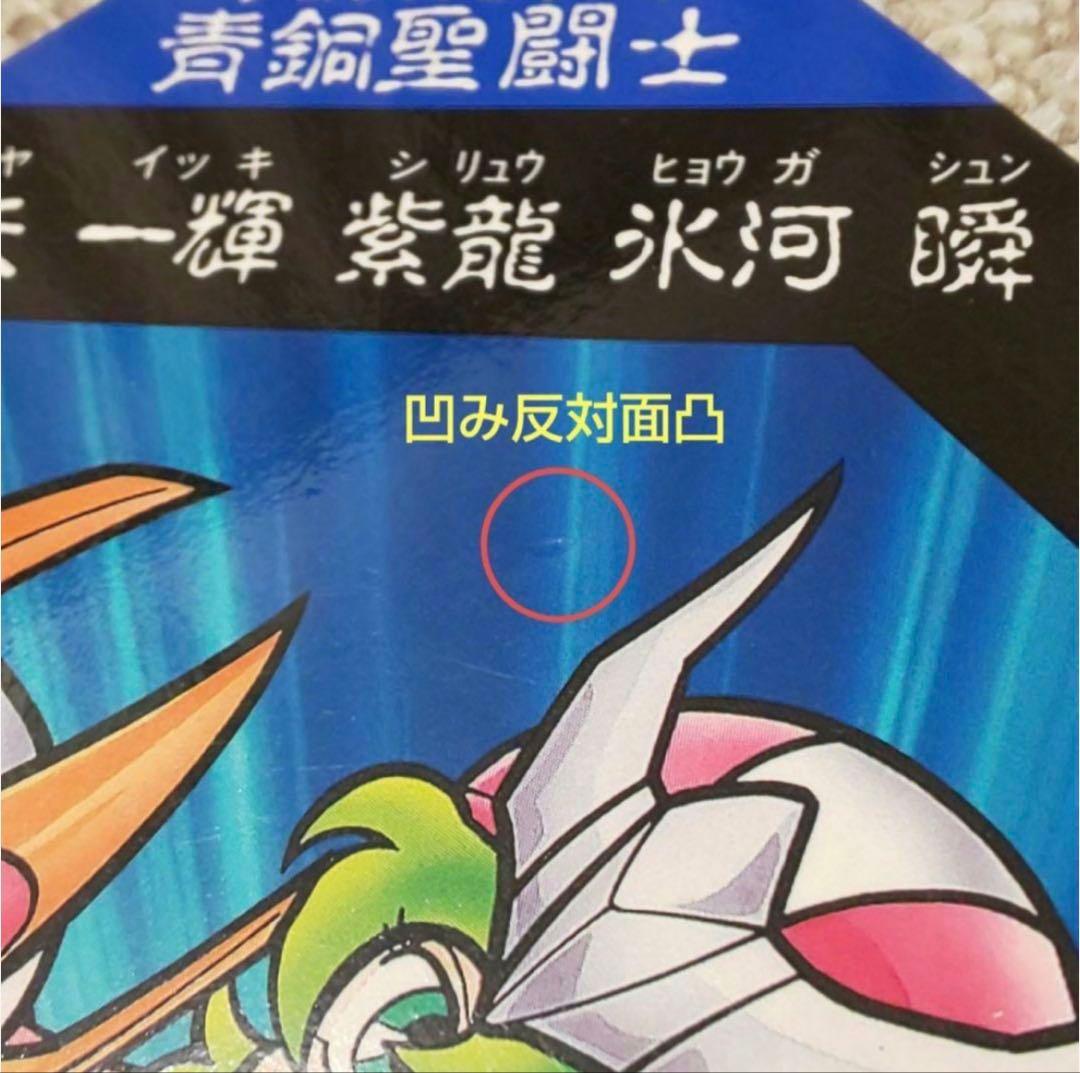 青銅聖闘士
ヤ イッキ シリュウ ヒョウガ シュン
一輝 紫龍 氷河 瞬
凹み反対面凸